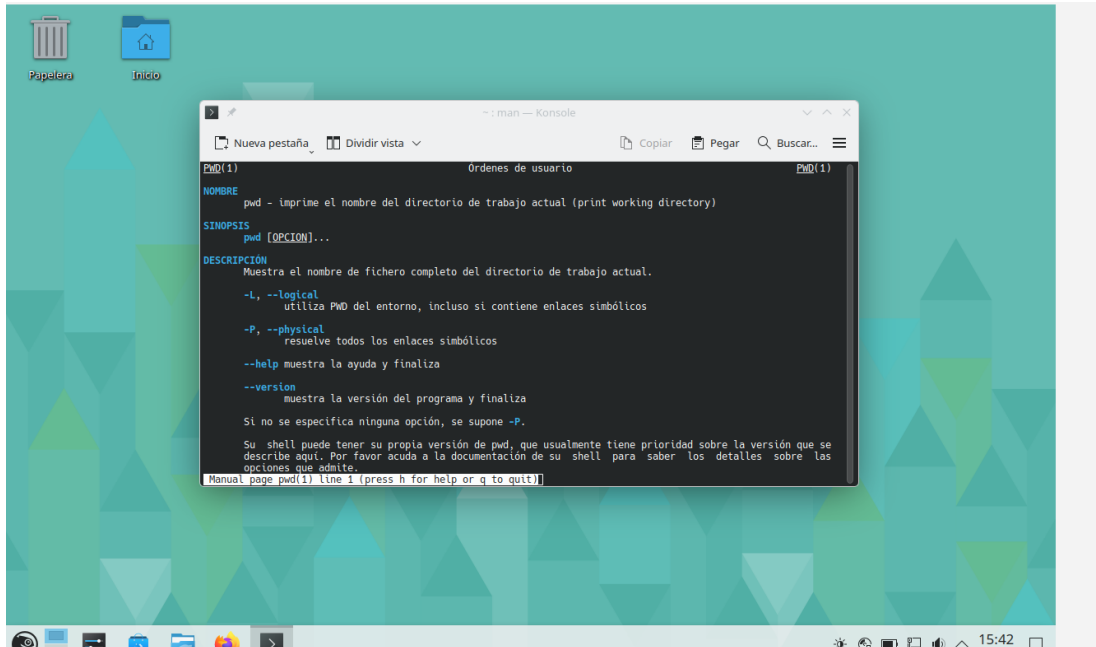 Papelera
Inicio
~ : man — Konsole
Nueva pestaña
Dividir vista
Copiar
Pegar
Buscar...
PWD(1) Órdenes de usuario PWD(1)
NOMBRE
pwd - imprime el nombre del directorio de trabajo actual (print working directory)
SINOPSIS
pwd [OPCION]...
DESCRIPCIÓN
Muestra el nombre de fichero completo del directorio de trabajo actual.
-L, --logical
utiliza PWD del entorno, incluso si contiene enlaces simbólicos
-P, --physical
resuelve todos los enlaces simbólicos
--help muestra la ayuda y finaliza
--version
muestra la versión del programa y finaliza
Si no se especifica ninguna opción, se supone -P.
Su shell puede tener su propia versión de pwd, que usualmente tiene prioridad sobre la versión que se
describe aquí. Por favor acuda a la documentación de su shell para saber los detalles sobre las
opciones que admite.
Manual page pwd(1) line 1 (press h for help or q to quit)
15:42